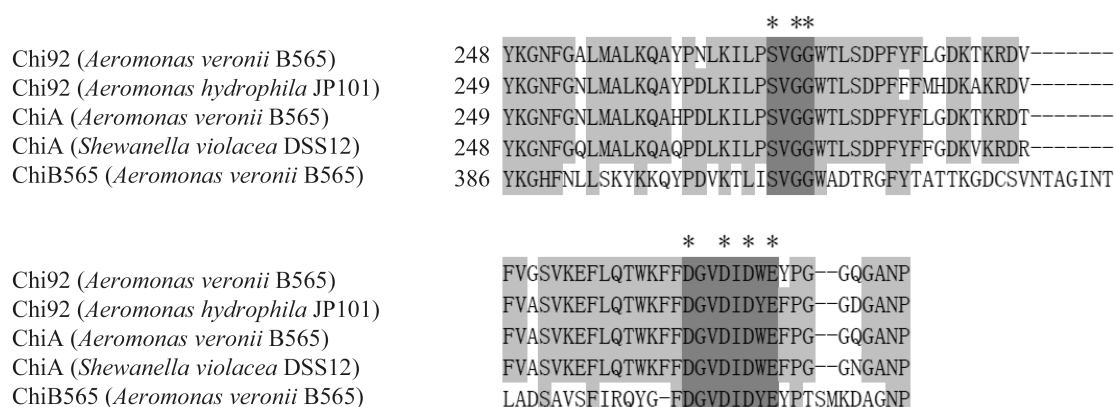 * **
Chi92 (Aeromonas veronii B565) 248 YKGNFGALMALKQAYPNLKILPSVGGWTLSDPFYFLGDKTKRDV-------
Chi92 (Aeromonas hydrophila JP101) 249 YKGNFGNLMALKQAYPDLKILPSVGGWTLSDPFFFMHDKAKRDV-------
ChiA (Aeromonas veronii B565) 249 YKGNFGNLMALKQAHPDLKILPSVGGWTLSDPFYFLGDKTKRDT-------
ChiA (Shewanella violacea DSS12) 248 YKGNFGQLMALKQAQPDLKILPSVGGWTLSDPFYFFGDKVKRDR-------
ChiB565 (Aeromonas veronii B565) 386 YKGHFNLLSKYKKQYPDVKTLISVGGWADTRGFYTATTKGDCSVNTAGINT
* * * *
Chi92 (Aeromonas veronii B565) FVGSVKEFLQTWKFFDGVDIDWEYPG--GQGANP
Chi92 (Aeromonas hydrophila JP101) FVASVKEFLQTWKFFDGVDIDYEFPG--GDGANP
ChiA (Aeromonas veronii B565) FVASVKEFLQTWKFFDGVDIDWEFPG--GQGANP
ChiA (Shewanella violacea DSS12) FVASVKEFLQTWKFFDGVDIDWEFPG--GNGANP
ChiB565 (Aeromonas veronii B565) LADSAVSFIRQYG-FDGVDIDYEYPTSMKDAGNP